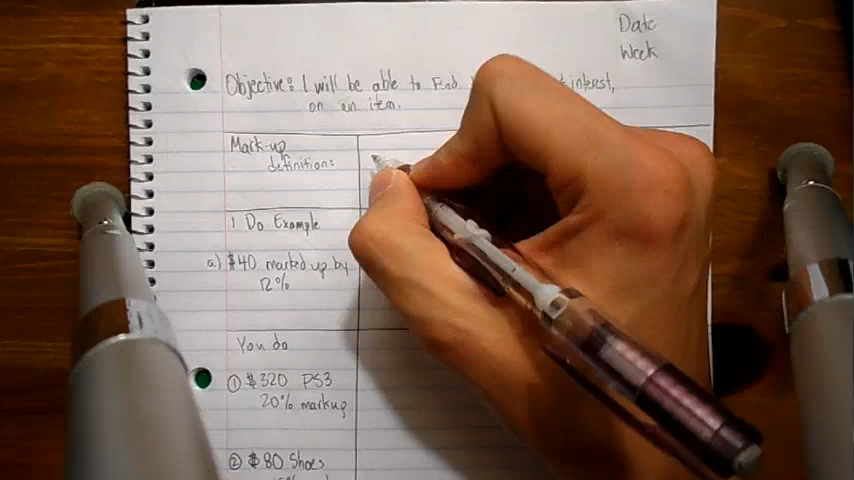 Date
Week
Objective: I will be able to Find interest,
on an item.
Mark-up
definition:
I Do Example
a) $40 marked up by
12%
You do
① $320 PS3
20% markup
② $80 Shoes